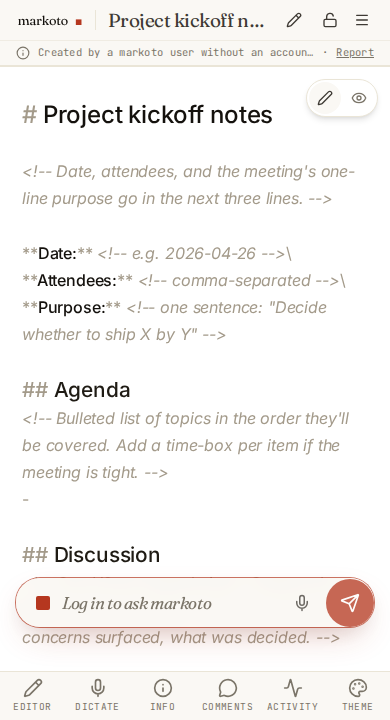 markoto
Project kickoff n...
Created by a markoto user without an accoun… · Report
# Project kickoff notes
<!-- Date, attendees, and the meeting's one-
line purpose go in the next three lines. -->
**Date:** <!-- e.g. 2026-04-26 -->\
**Attendees:** <!-- comma-separated -->\
**Purpose:** <!-- one sentence: "Decide
whether to ship X by Y" -->
## Agenda
<!-- Bulleted list of topics in the order they'll
be covered. Add a time-box per item if the
meeting is tight. -->
-
## Discussion
Log in to ask markoto
concerns surfaced, what was decided. -->
EDITOR
DICTATE
INFO
COMMENTS
ACTIVITY
THEME